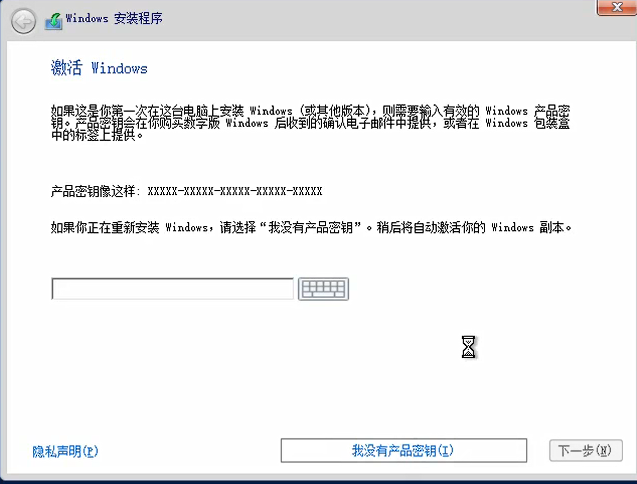 Windows 安装程序
激活 Windows
如果这是你第一次在这台电脑上安装 Windows (或其他版本)，则需要输入有效的 Windows 产品密
钥。产品密钥会在你购买数字版 Windows 后收到的确认电子邮件中提供，或者在 Windows 包装盒
中的标签上提供。
产品密钥像这样: XXXXX-XXXXX-XXXXX-XXXXX-XXXXX
如果你正在重新安装 Windows，请选择“我没有产品密钥”。稍后将自动激活你的 Windows 副本。
隐私声明(P)
我没有产品密钥(I)
下一步(N)